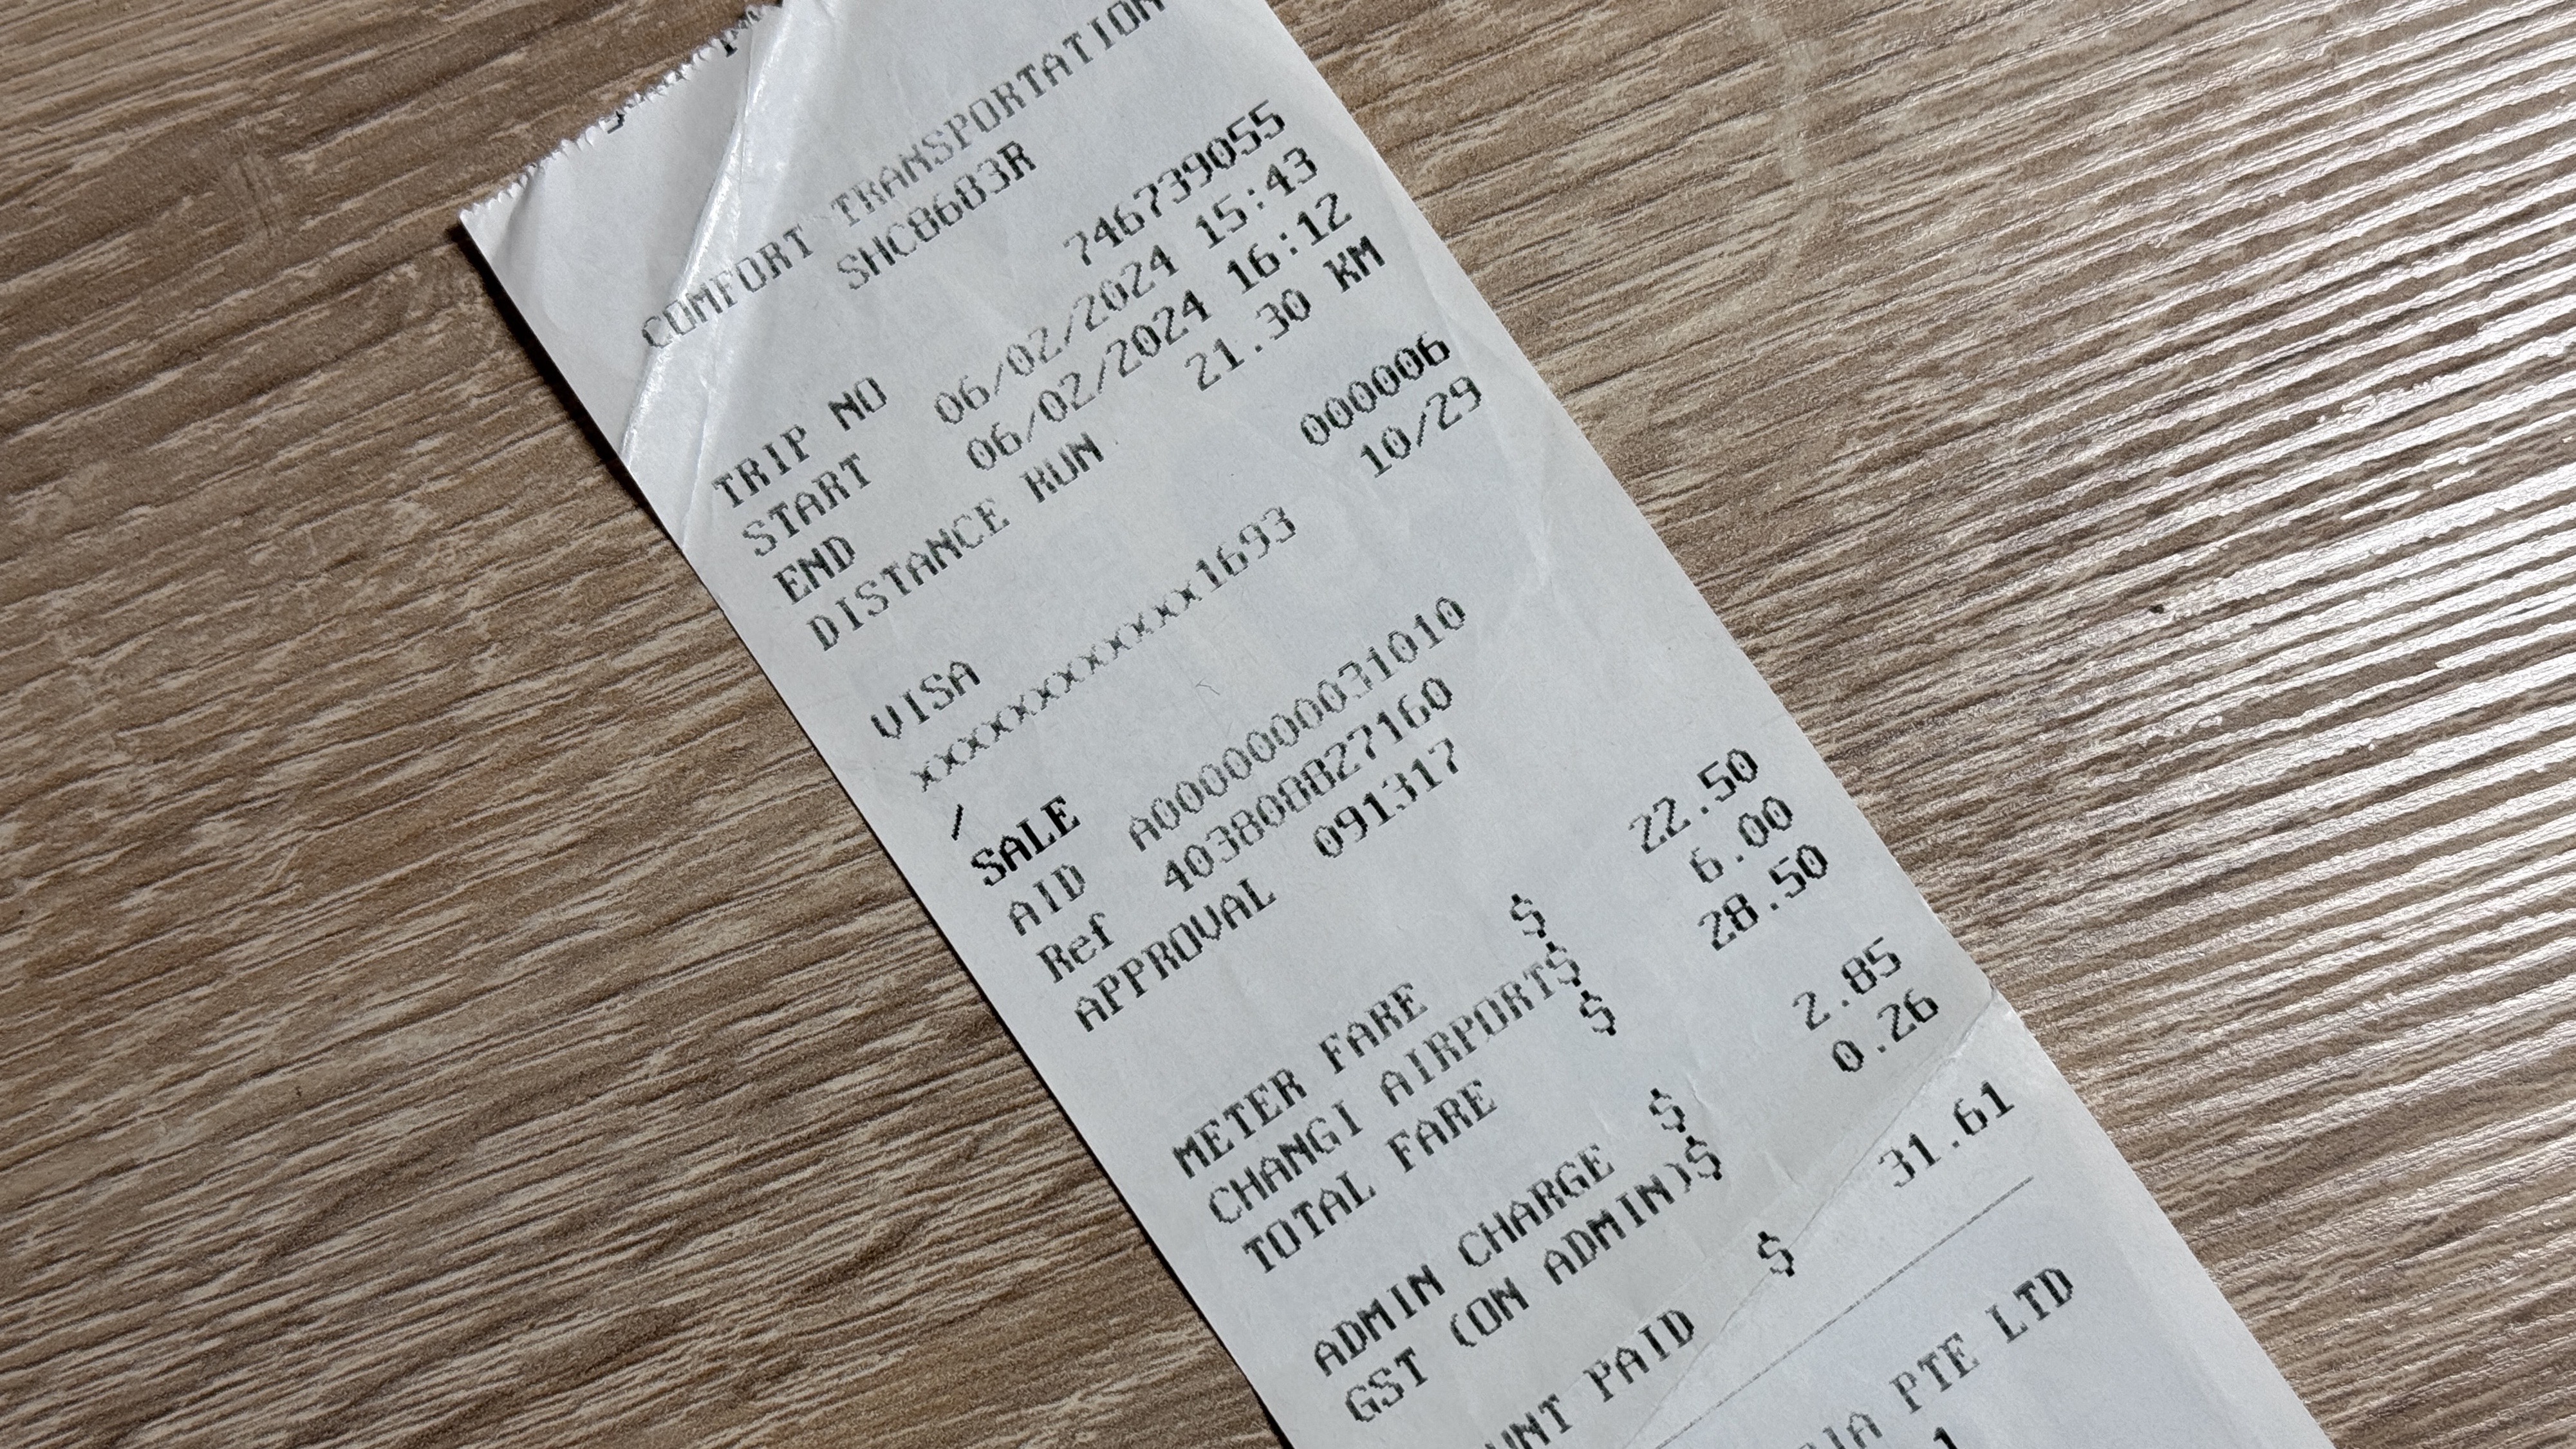 COMFORT TRANSPORTATION
SHC8683R
TRIP NO 746739055
START 06/02/2024 15:43
END 06/02/2024 16:12
DISTANCE RUN 21.30 KM
000006
VISA 10/29
xxxxxxxxxxxx1693
/
SALE
AID A0000000031010
Ref 403808827160
APPROVAL 091317
METER FARE $ 22.50
CHANGI AIRPORT$ 6.00
TOTAL FARE $ 28.50
ADMIN CHARGE $ 2.85
GST (ON ADMIN)$ 0.26
PAID $ 31.61
PTE LTD